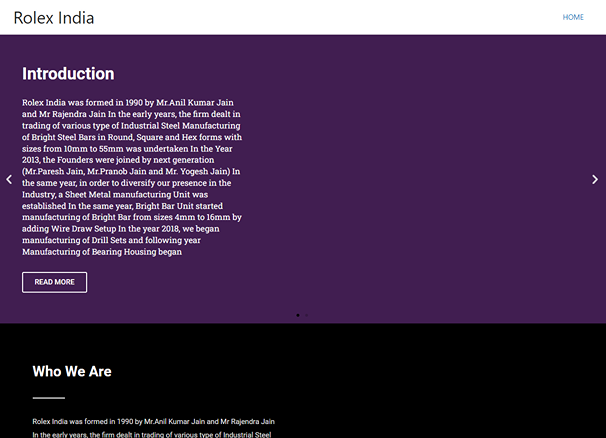 Rolex India
HOME
Introduction
Rolex India was formed in 1990 by Mr.Anil Kumar Jain
and Mr Rajendra Jain In the early years, the firm dealt in
trading of various type of Industrial Steel Manufacturing
of Bright Steel Bars in Round, Square and Hex forms with
sizes from 10mm to 55mm was undertaken In the Year
2013, the Founders were joined by next generation
(Mr.Paresh Jain, Mr.Pranob Jain and Mr. Yogesh Jain) In
the same year, in order to diversify our presence in the
Industry, a Sheet Metal manufacturing Unit was
established In the same year, Bright Bar Unit started
manufacturing of Bright Bar from sizes 4mm to 16mm by
adding Wire Draw Setup In the year 2018, we began
manufacturing of Drill Sets and following year
Manufacturing of Bearing Housing began
READ MORE
Who We Are
Rolex India was formed in 1990 by Mr.Anil Kumar Jain and Mr Rajendra Jain
In the early years, the firm dealt in trading of various type of Industrial Steel